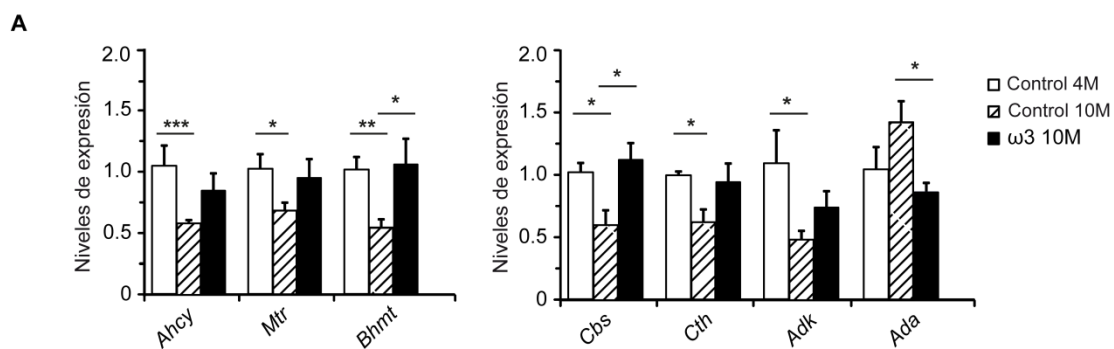 A
Niveles de expresión
2.0
1.5
1.0
0.5
0
***
*
**
*
Ahcy
Mtr
Bhmt
Niveles de expresión
2.0
1.5
1.0
0.5
0
*
*
*
*
*
Cbs
Cth
Adk
Ada
Control 4M
Control 10M
ω3 10M